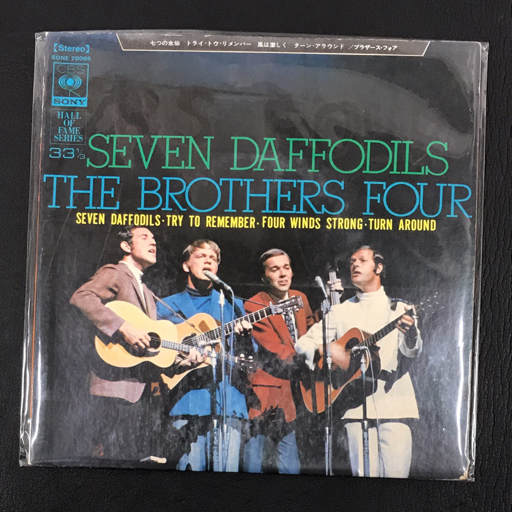 七つの水仙 トライ・トゥ・リメンバー 風は激しく ターン・アラウンド /ブラザース・フォア
【Stereo】
SONE 70065
CBS
SONY
HALL
OF
FAME
SERIES
33⅓
SEVEN DAFFODILS
THE BROTHERS FOUR
SEVEN DAFFODILS·TRY TO REMEMBER·FOUR WINDS STRONG·TURN AROUND